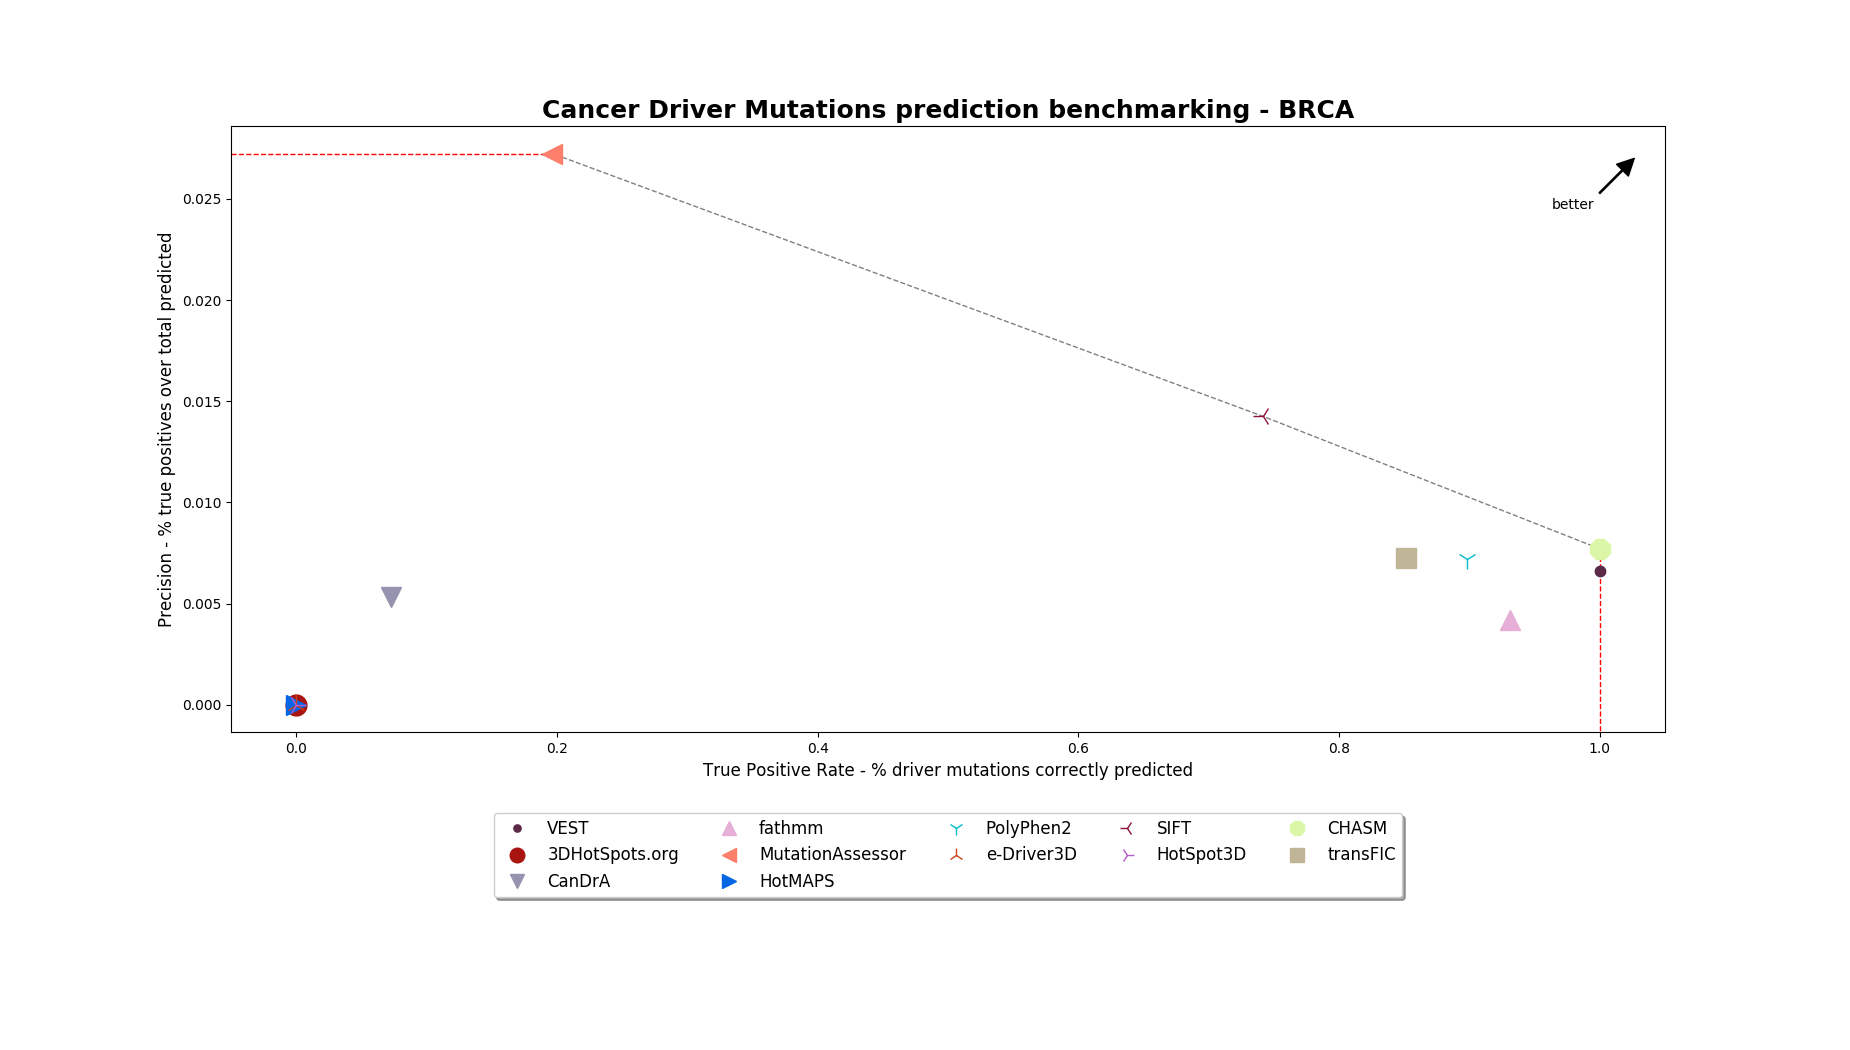 Cancer Driver Mutations prediction benchmarking - BRCA
better
Precision - % true positives over total predicted
0.025
0.020
0.015
0.010
0.005
0.000
0.0 0.2 0.4 0.6 0.8 1.0
True Positive Rate - % driver mutations correctly predicted
VEST fathmm PolyPhen2 SIFT CHASM
3DHotSpots.org MutationAssessor e-Driver3D HotSpot3D transFIC
CanDrA HotMAPS